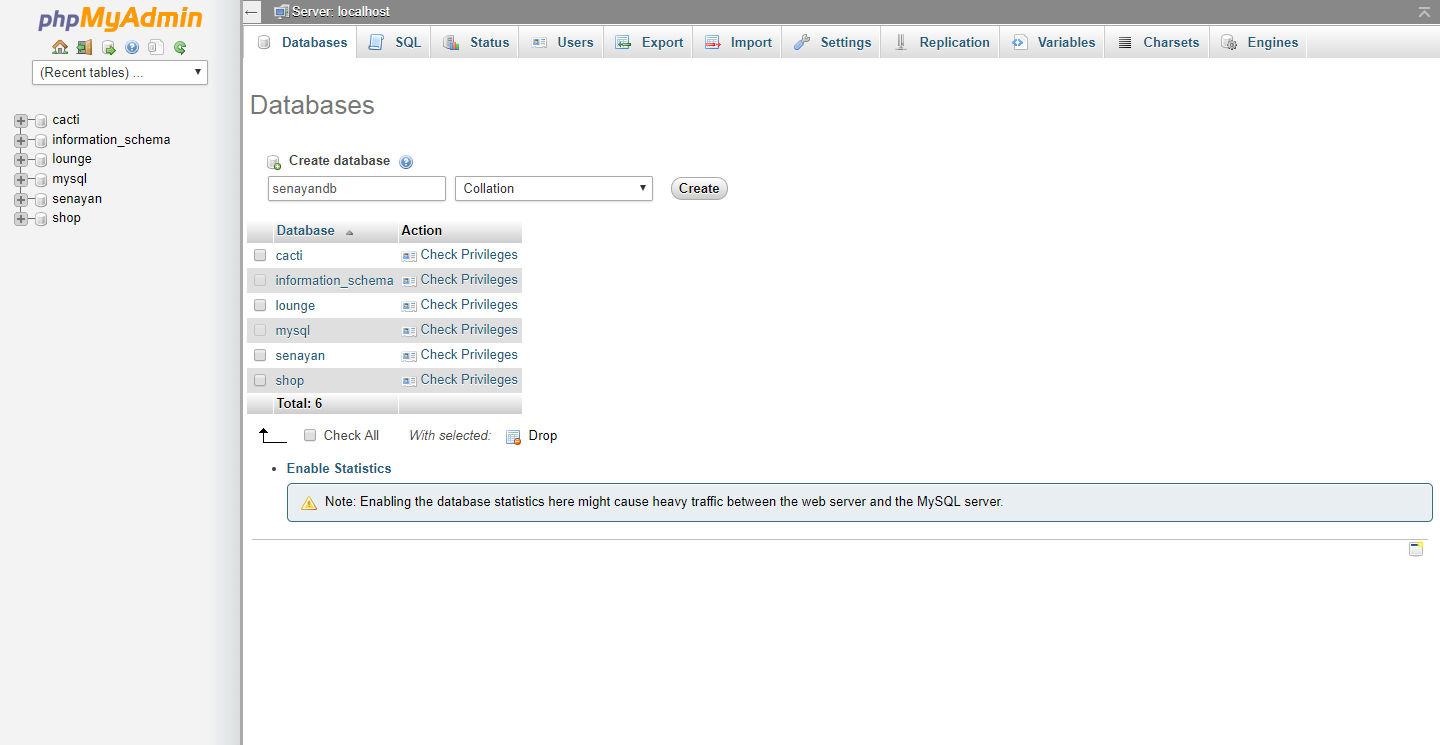 phpMyAdmin
(Recent tables) ...
cacti
information_schema
lounge
mysql
senayan
shop
Server: localhost
Databases SQL Status Users Export Import Settings Replication Variables Charsets Engines
Databases
Create database
senayandb Collation Create
Database Action
cacti Check Privileges
information_schema Check Privileges
lounge Check Privileges
mysql Check Privileges
senayan Check Privileges
shop Check Privileges
Total: 6
Check All With selected: Drop
Enable Statistics
Note: Enabling the database statistics here might cause heavy traffic between the web server and the MySQL server.